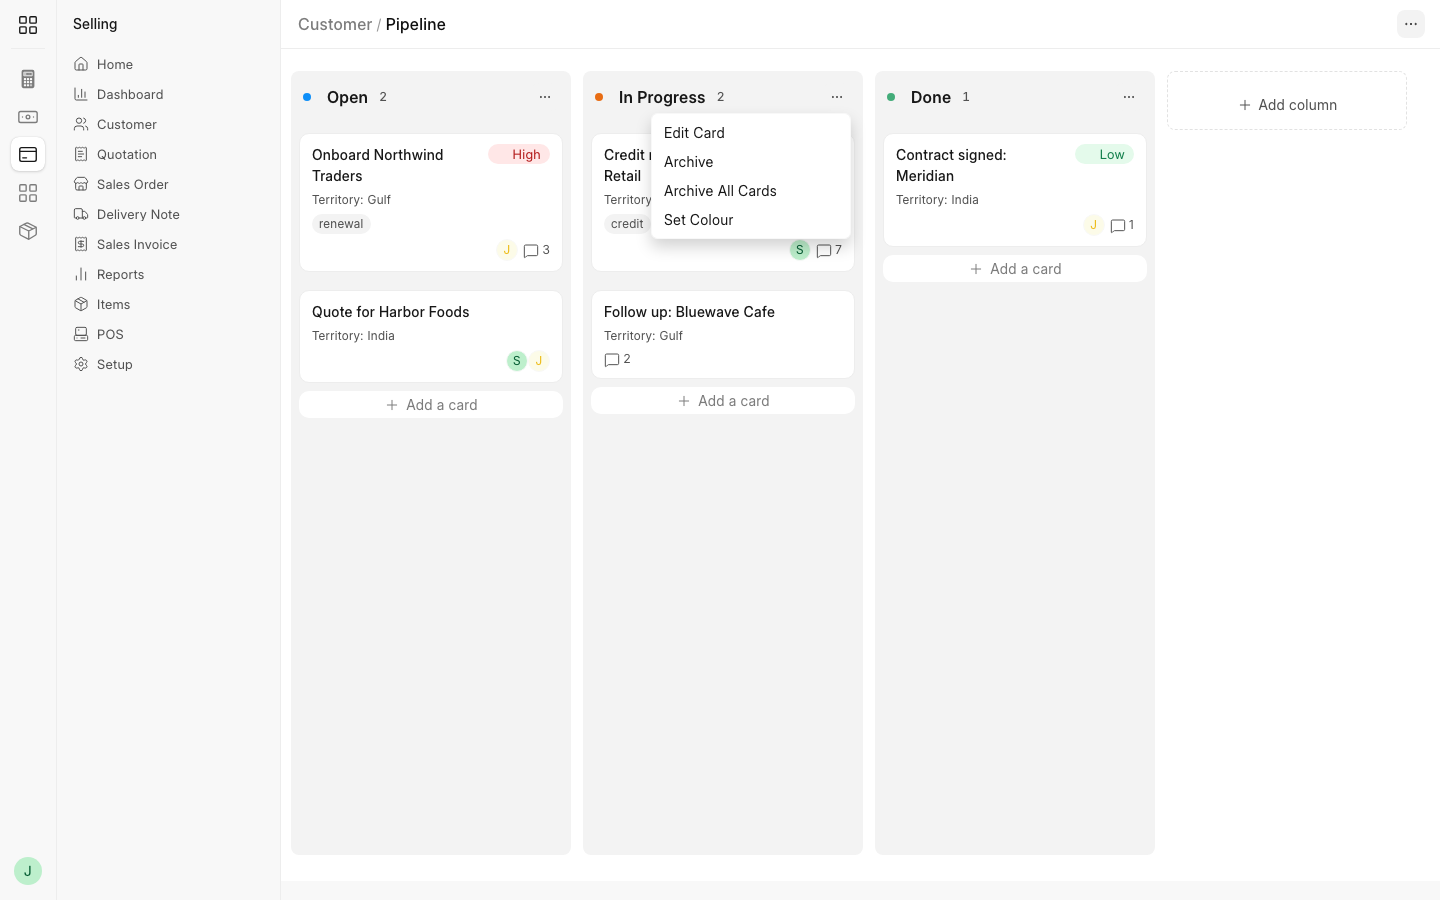 Selling
Home
Dashboard
Customer
Quotation
Sales Order
Delivery Note
Sales Invoice
Reports
Items
POS
Setup
J
Customer / Pipeline
Open 2
Onboard Northwind
Traders
High
Territory: Gulf
renewal
J 3
Quote for Harbor Foods
Territory: India
S J
Add a card
In Progress 2
Edit Card
Archive
Archive All Cards
Set Colour
Credit
Retail
Territory
credit
S 7
Follow up: Bluewave Cafe
Territory: Gulf
2
Add a card
Done 1
Contract signed:
Meridian
Low
Territory: India
J 1
Add a card
Add column